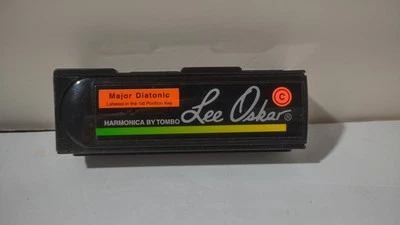 Major Diatonic
Labeled in the 1st Position Key
Lee Oskar®
C
HARMONICA BY TOMBO